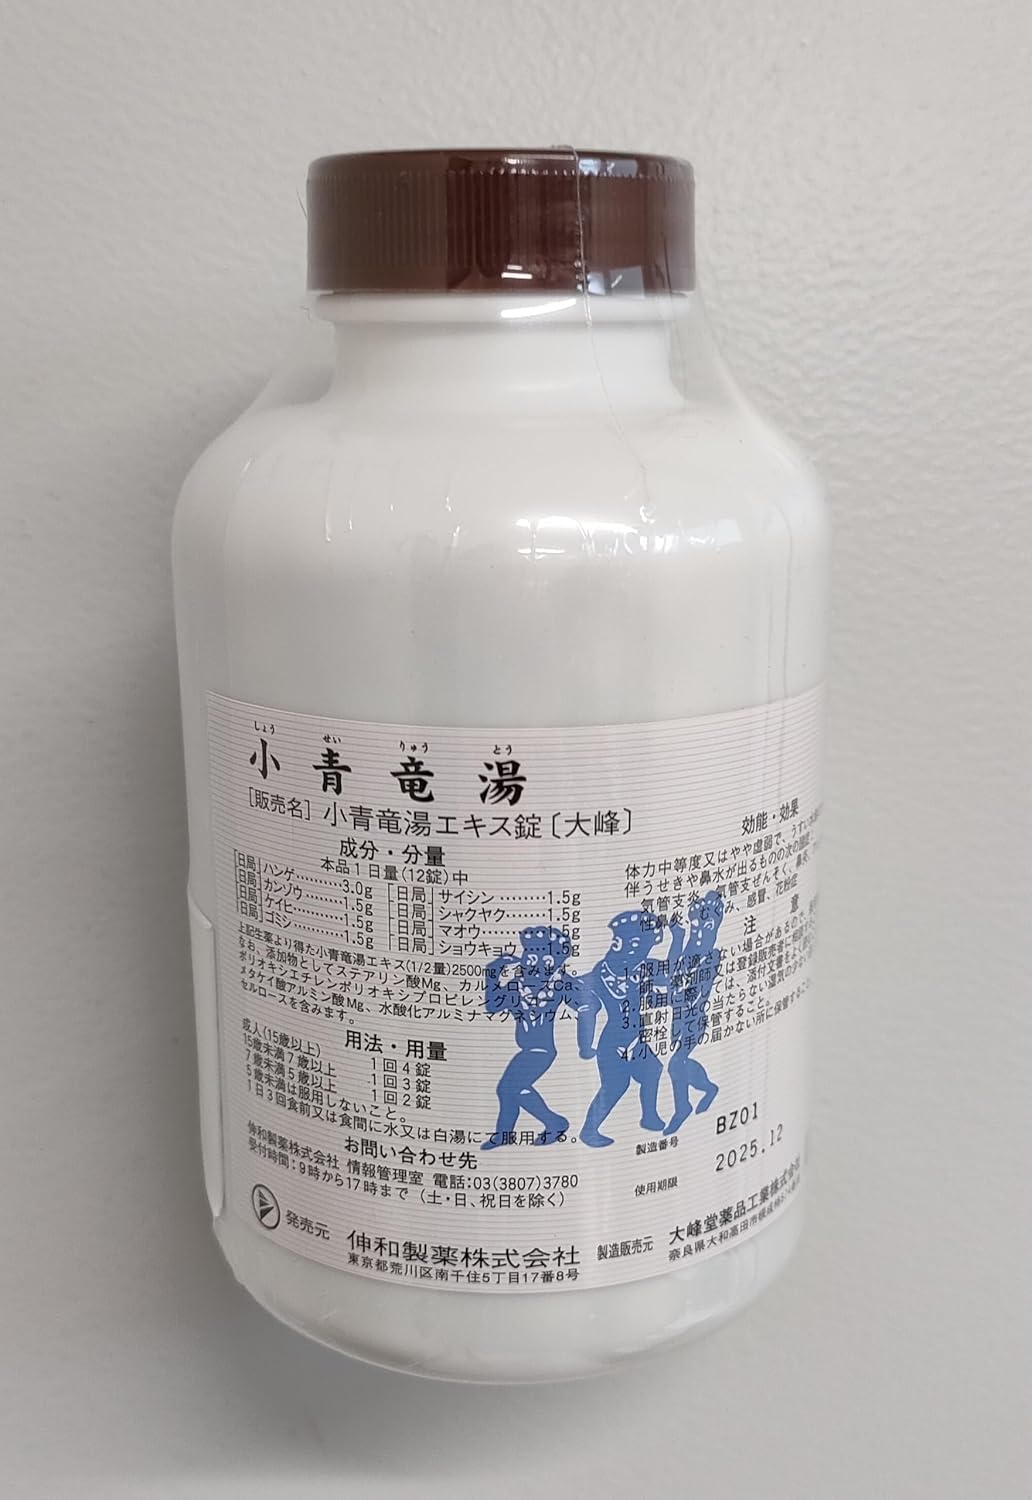 しょう せい りゅう とう
小青竜湯
[販売名] 小青竜湯エキス錠〔大峰〕
成分・分量
本品1日量(12錠)中
[日局]ハンゲ………3.0g [日局]サイシン………1.5g
[日局]カンゾウ………1.5g [日局]シャクヤク……1.5g
[日局]ケイヒ…………1.5g [日局]マオウ…………1.5g
[日局]ゴミシ…………1.5g [日局]ショウキョウ……1.5g
上記生薬より得た小青竜湯エキス(1/2量)2500mgを含みます。
なお、添加物としてステアリン酸Mg、カルメロースCa、
ポリオキシエチレンポリオキシプロピレングリコール、
メタケイ酸アルミン酸Mg、水酸化アルミナマグネシウム、
セルロースを含みます。
用法・用量
成人(15歳以上) 1回4錠
15歳未満7歳以上 1回3錠
7歳未満5歳以上 1回2錠
5歳未満は服用しないこと。
1日3回食前又は食間に水又は白湯にて服用する。
お問い合わせ先
伸和製薬株式会社 情報管理室 電話:03(3807)3780
受付時間:9時から17時まで(土・日、祝日を除く)
発売元 伸和製薬株式会社
東京都荒川区南千住5丁目17番8号
効能・効果
体力中等度又はやや虚弱で、うすい
伴うせきや鼻水が出るものの次の
気管支炎、気管支ぜんそく、鼻炎、
性鼻炎、むくみ、感冒、花粉症
注意
1.服用が適さない場合があるので、
師、薬剤師又は登録販売者に相談
2.服用に際しては、添付文書をよく
3.直射日光の当たらない湿気の少ない
密栓して保管すること。
4.小児の手の届かない所に保管する
製造番号 BZ01
使用期限 2025.12
製造販売元 大峰堂薬品工業株式会社
奈良県大和高田市根成柿